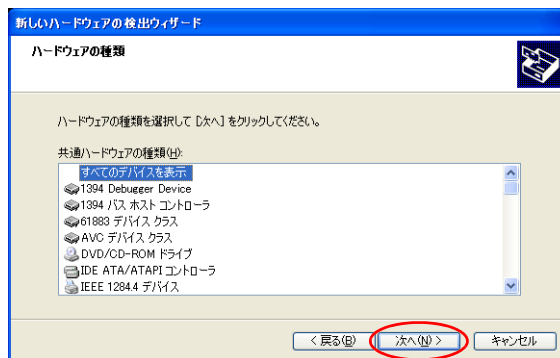 新しいハードウェアの検出ウィザード
ハードウェアの種類
ハードウェアの種類を選択して [次へ] をクリックしてください。
共通ハードウェアの種類(H):
すべてのデバイスを表示
1394 Debugger Device
1394 バス ホスト コントローラ
61883 デバイス クラス
AVC デバイス クラス
DVD/CD-ROM ドライブ
IDE ATA/ATAPI コントローラ
IEEE 1284.4 デバイス
< 戻る(B) 次へ(N) > キャンセル